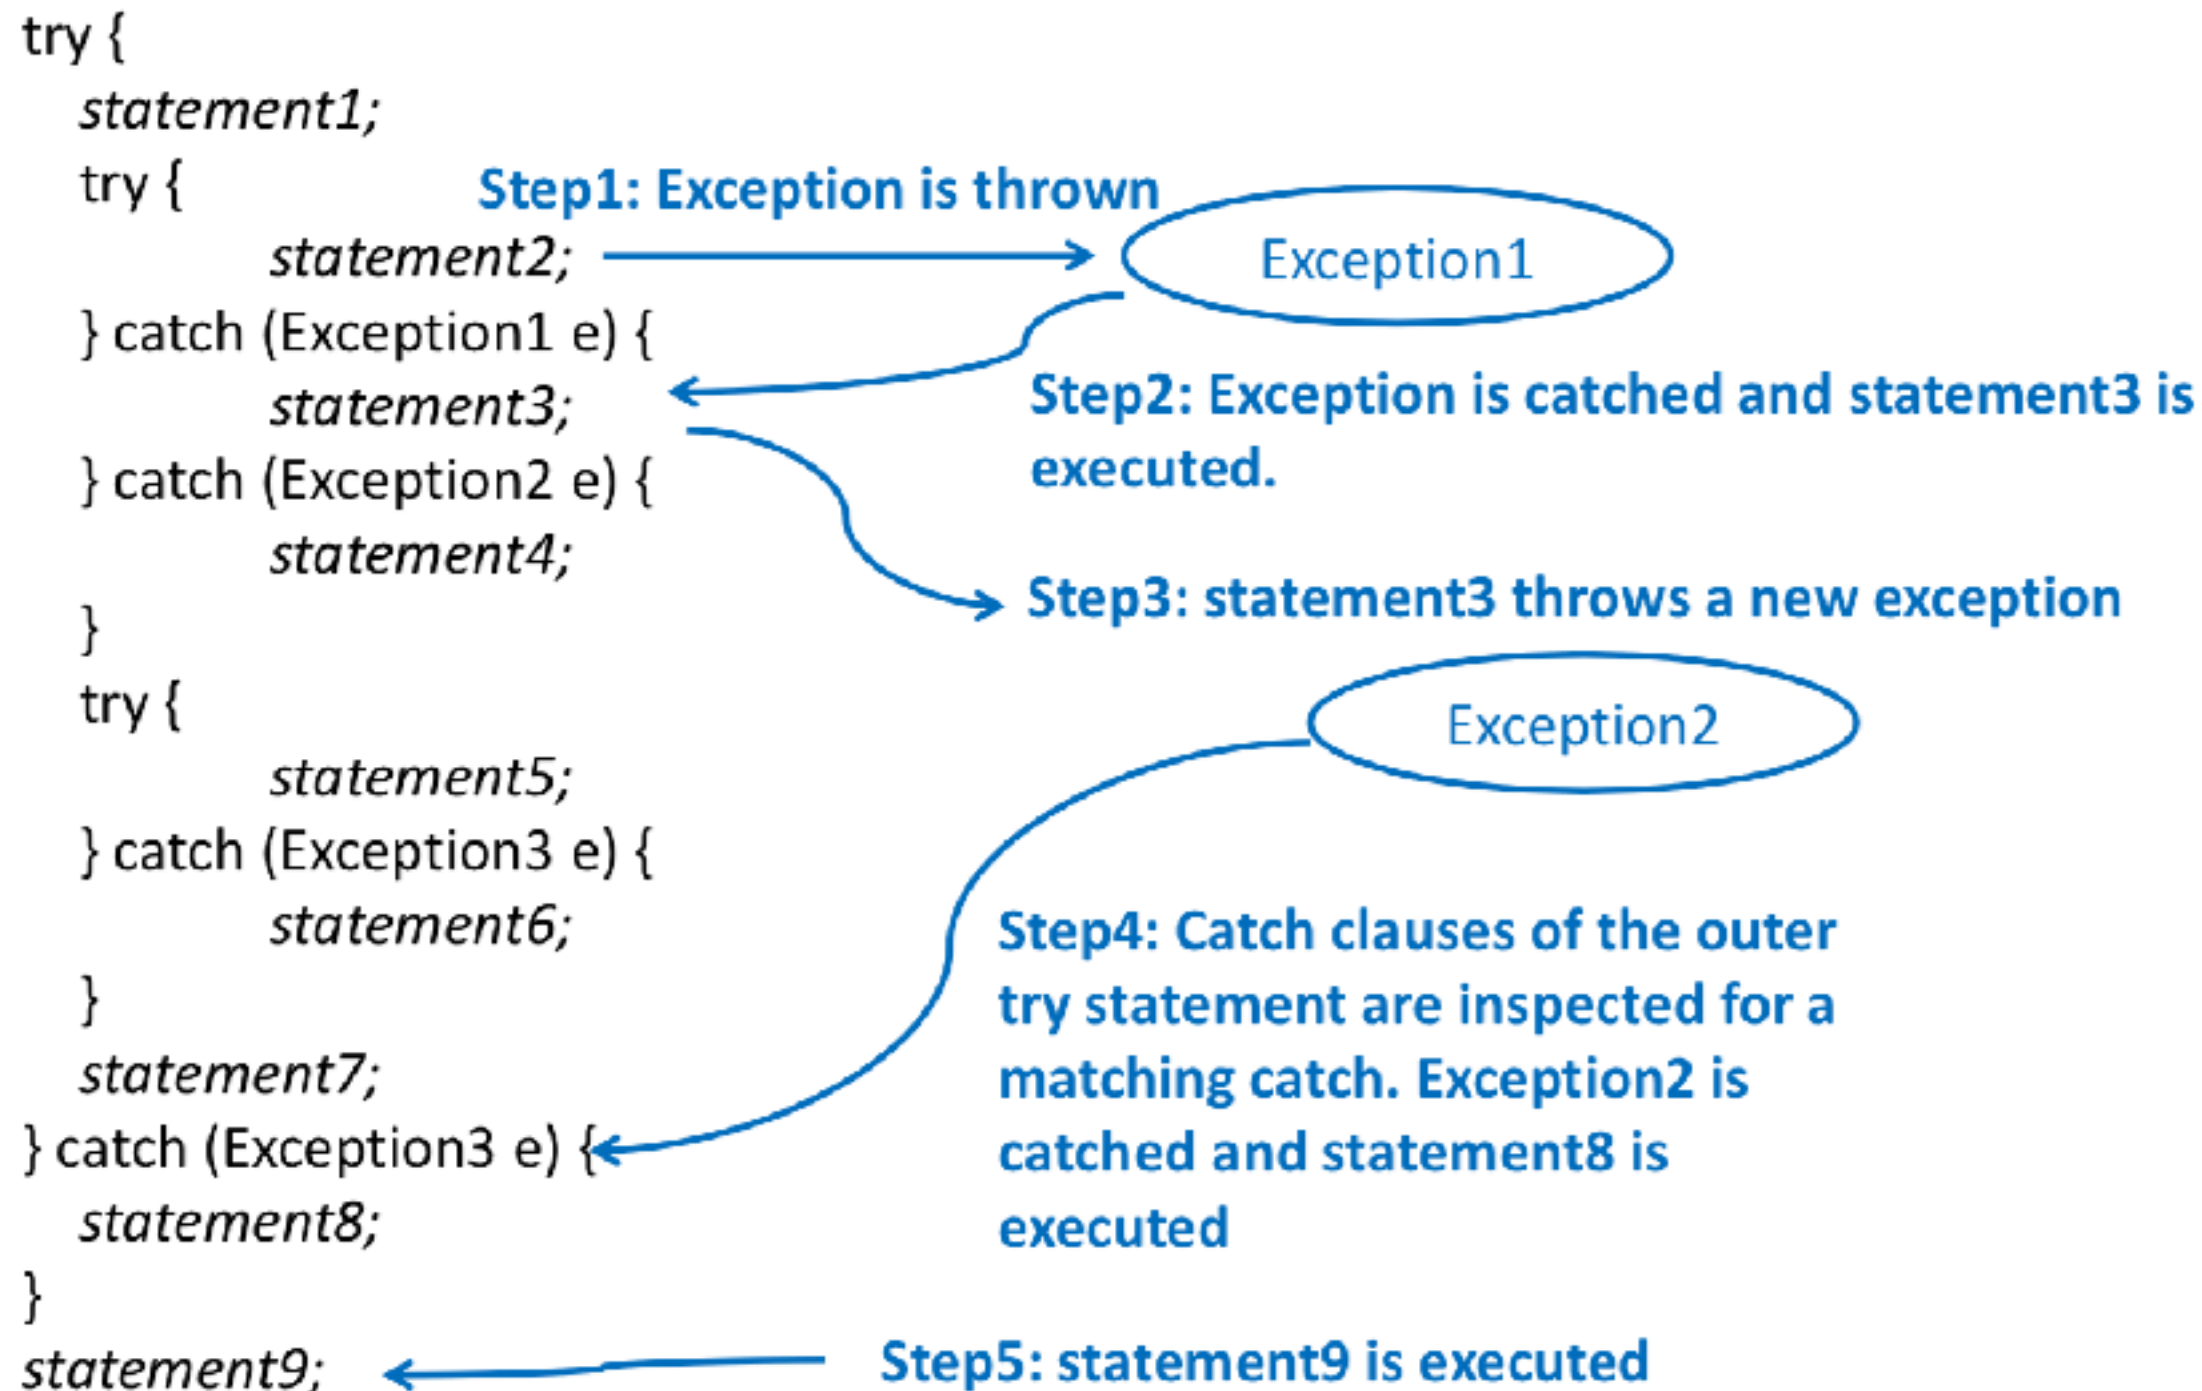 try {
statement1;
try {
Step1: Exception is thrown
statement2;
Exception1
} catch (Exception1 e) {
statement3;
Step2: Exception is catched and statement3 is
executed.
} catch (Exception2 e) {
statement4;
Step3: statement3 throws a new exception
}
try {
Exception2
statement5;
} catch (Exception3 e) {
statement6;
Step4: Catch clauses of the outer
try statement are inspected for a
matching catch. Exception2 is
catched and statement8 is
executed
}
statement7;
} catch (Exception3 e) {
statement8;
}
statement9;
Step5: statement9 is executed